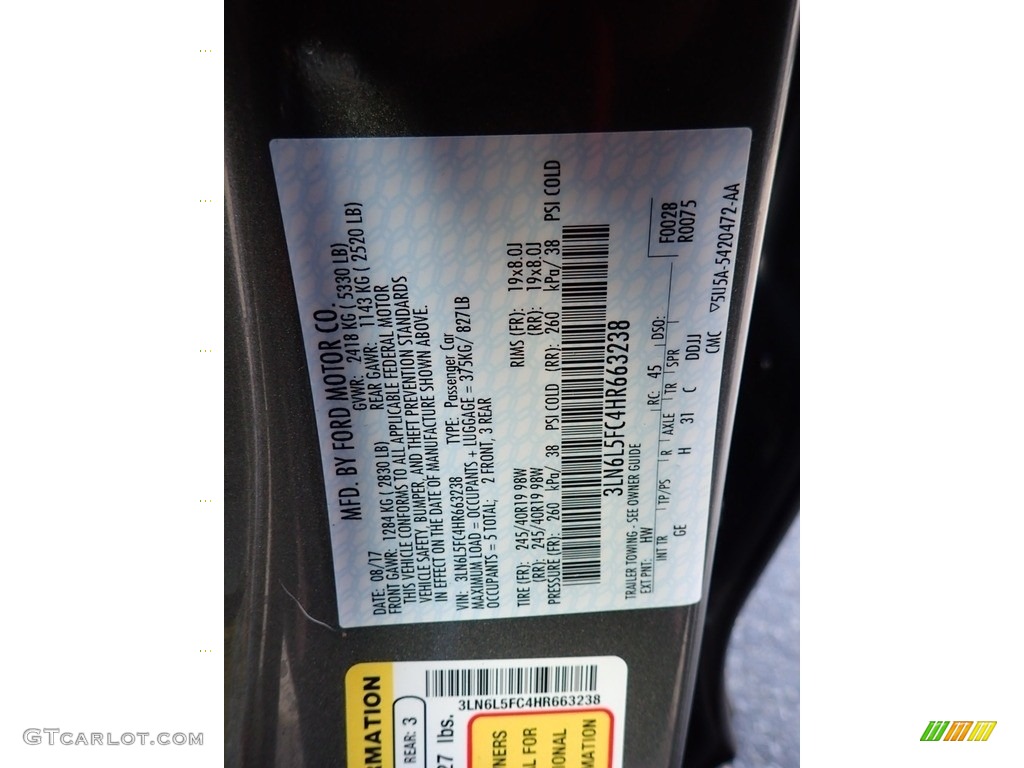 MFD. BY FORD MOTOR CO.
DATE: 08/17 GVWR: 2418 KG ( 5330 LB)
FRONT GAWR: 1284 KG ( 2830 LB) REAR GAWR: 1143 KG ( 2520 LB)
THIS VEHICLE CONFORMS TO ALL APPLICABLE FEDERAL MOTOR
VEHICLE SAFETY, BUMPER, AND THEFT PREVENTION STANDARDS
IN EFFECT ON THE DATE OF MANUFACTURE SHOWN ABOVE.
VIN: 3LN6L5FC4HR663238 TYPE: Passenger Car
MAXIMUM LOAD = OCCUPANTS + LUGGAGE = 375KG/ 827LB
OCCUPANTS = 5 TOTAL; 2 FRONT, 3 REAR
TIRE (FR): 245/40R19 98W RIMS (FR): 19x8.0J
(RR): 245/40R19 98W (RR): 19x8.0J
PRESSURE (FR): 260 kPa/ 38 PSI COLD (RR): 260 kPa/ 38 PSI COLD
3LN6L5FC4HR663238
TRAILER TOWING - SEE OWNER GUIDE
F0028
EXT PNT: HW RC: 45 DSO: R0075
INT TR TP/PS R AXLE TR SPR
GE H 31 C DDJJ
CMC ▽5U5A-5420472-AA
RMATION
REAR: 3
27 lbs.
3LN6L5FC4HR663238
NERS
L FOR
IONAL
MATION
GTCARLOT.COM